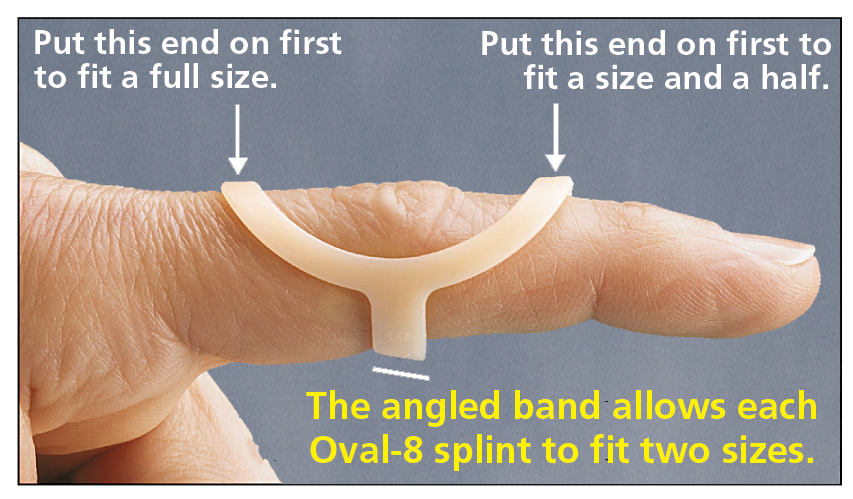 Put this end on first
to fit a full size.
Put this end on first to
fit a size and a half.
The angled band allows each
Oval-8 splint to fit two sizes.